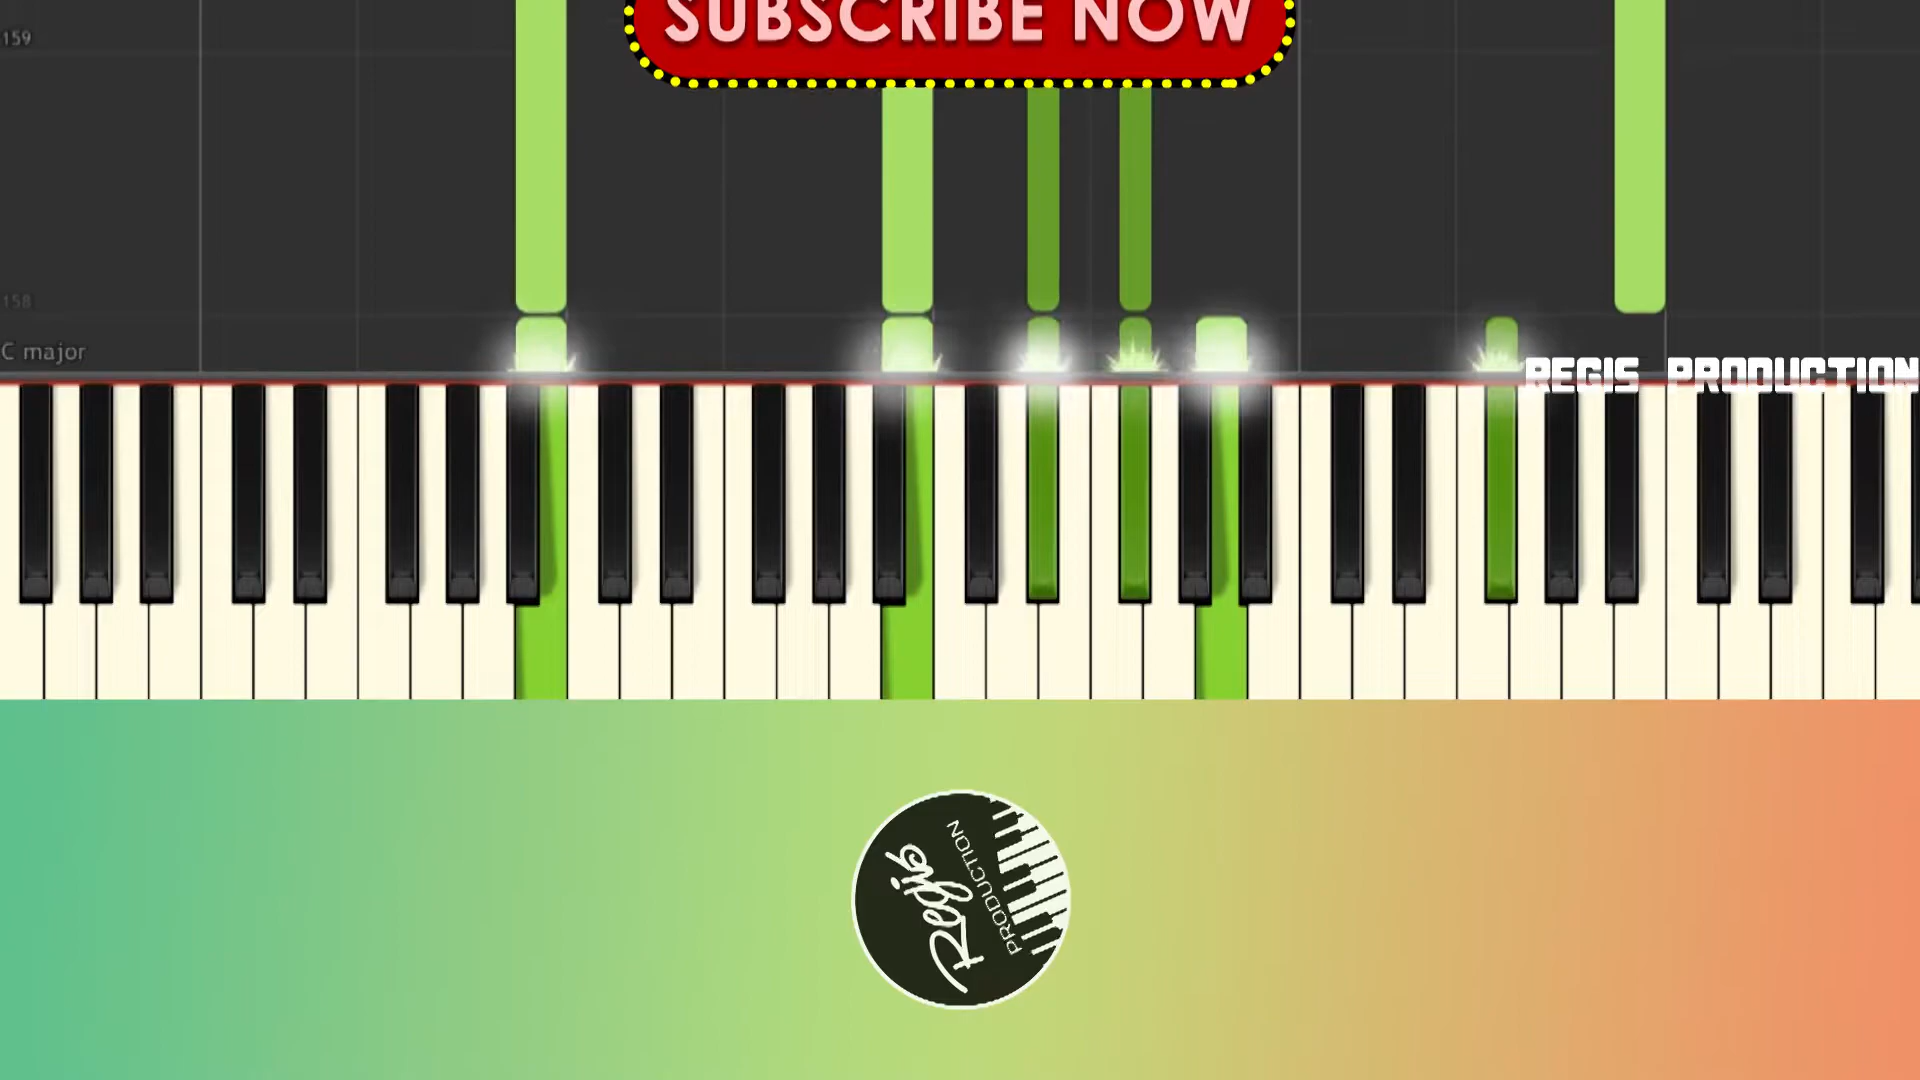 SUBSCRIBE NOW
159
158
C major
REGIS PRODUCTION
Regis
PRODUCTION